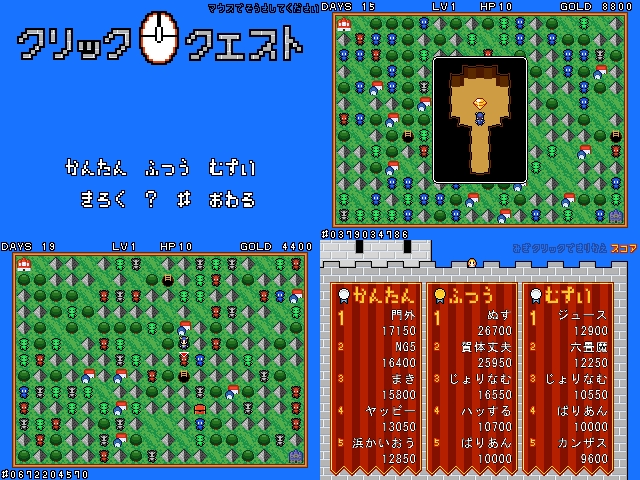 マウスでそうさしてください
クリック クエスト
かんたん ふつう むずい
きろく ? # おわる
DAYS 15 LV1 HP10 GOLD 8800
#0379034786
DAYS 19 LV1 HP10 GOLD 4400
#0672204570
みぎクリックできりかえ スコア
かんたん
1 門外
17150
2 NG5
16400
3 まき
15800
4 ヤッピー
13050
5 浜かいおう
12850
ふつう
1 ぬす
26700
2 質体丈夫
25950
3 じょりなむ
16550
4 ハッする
10700
5 ぱりあん
10000
むずい
1 ジュース
12900
2 六畳魔
12250
3 じょりなむ
10550
4 ぱりあん
10000
5 カンザス
9600